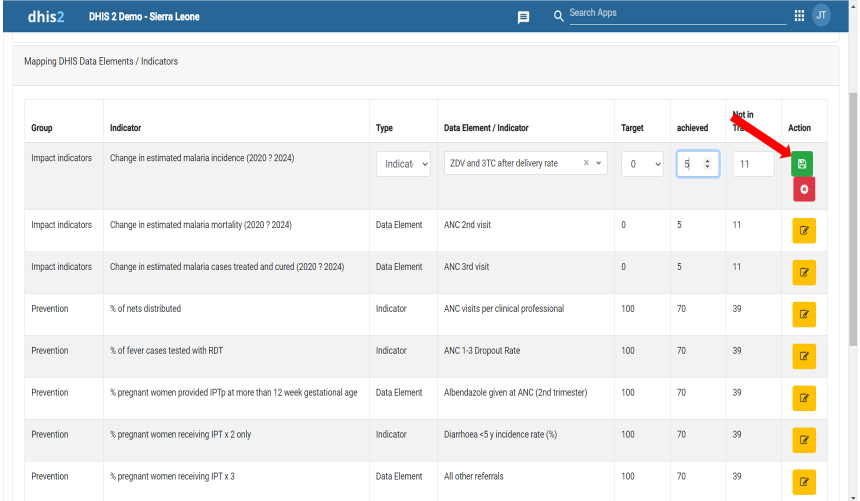 dhis2 DHIS 2 Demo - Sierra Leone Search Apps JT
Mapping DHIS Data Elements / Indicators
Not in
Group Indicator Type Data Element / Indicator Target achieved Action
Impact indicators Change in estimated malaria incidence (2020 ? 2024) Indicat ZDV and 3TC after delivery rate × 0 5 11
Impact indicators Change in estimated malaria mortality (2020 ? 2024) Data Element ANC 2nd visit 0 5 11
Impact indicators Change in estimated malaria cases treated and cured (2020 ? 2024) Data Element ANC 3rd visit 0 5 11
Prevention % of nets distributed Indicator ANC visits per clinical professional 100 70 39
Prevention % of fever cases tested with RDT Indicator ANC 1-3 Dropout Rate 100 70 39
Prevention % pregnant women provided IPTp at more than 12 week gestational age Data Element Albendazole given at ANC (2nd trimester) 100 70 39
Prevention % pregnant women receiving IPT x 2 only Indicator Diarrhoea <5 y incidence rate (%) 100 70 39
Prevention % pregnant women receiving IPT x 3 Data Element All other referrals 100 70 39